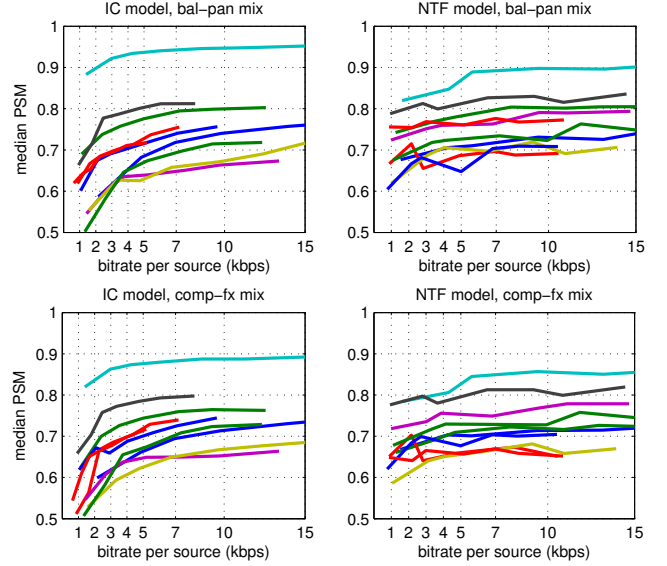 IC model, bal−pan mix
NTF model, bal−pan mix
1
0.9
0.8
0.7
0.6
0.5
median PSM
1 2 3 4 5 7 10 15
bitrate per source (kbps)
1
0.9
0.8
0.7
0.6
0.5
1 2 3 4 5 7 10 15
bitrate per source (kbps)
IC model, comp−fx mix
NTF model, comp−fx mix
1
0.9
0.8
0.7
0.6
0.5
median PSM
1 2 3 4 5 7 10 15
bitrate per source (kbps)
1
0.9
0.8
0.7
0.6
0.5
1 2 3 4 5 7 10 15
bitrate per source (kbps)